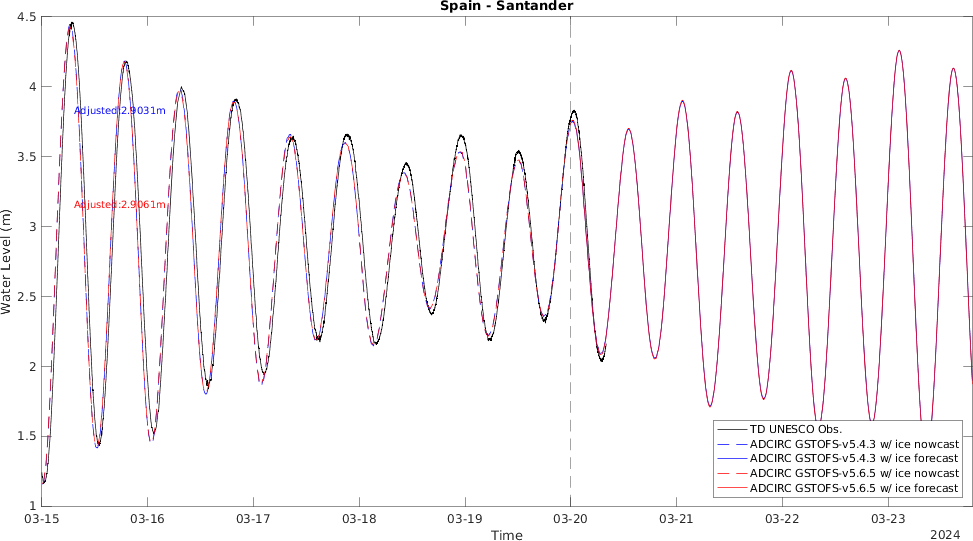 Spain - Santander
4.5
4
3.5
3
2.5
2
1.5
1
Water Level (m)
Adjusted:2.9031m
Adjusted:2.9061m
TD UNESCO Obs.
ADCIRC GSTOFS-v5.4.3 w/ ice nowcast
ADCIRC GSTOFS-v5.4.3 w/ ice forecast
ADCIRC GSTOFS-v5.6.5 w/ ice nowcast
ADCIRC GSTOFS-v5.6.5 w/ ice forecast
03-15 03-16 03-17 03-18 03-19 03-20 03-21 03-22 03-23
Time
2024